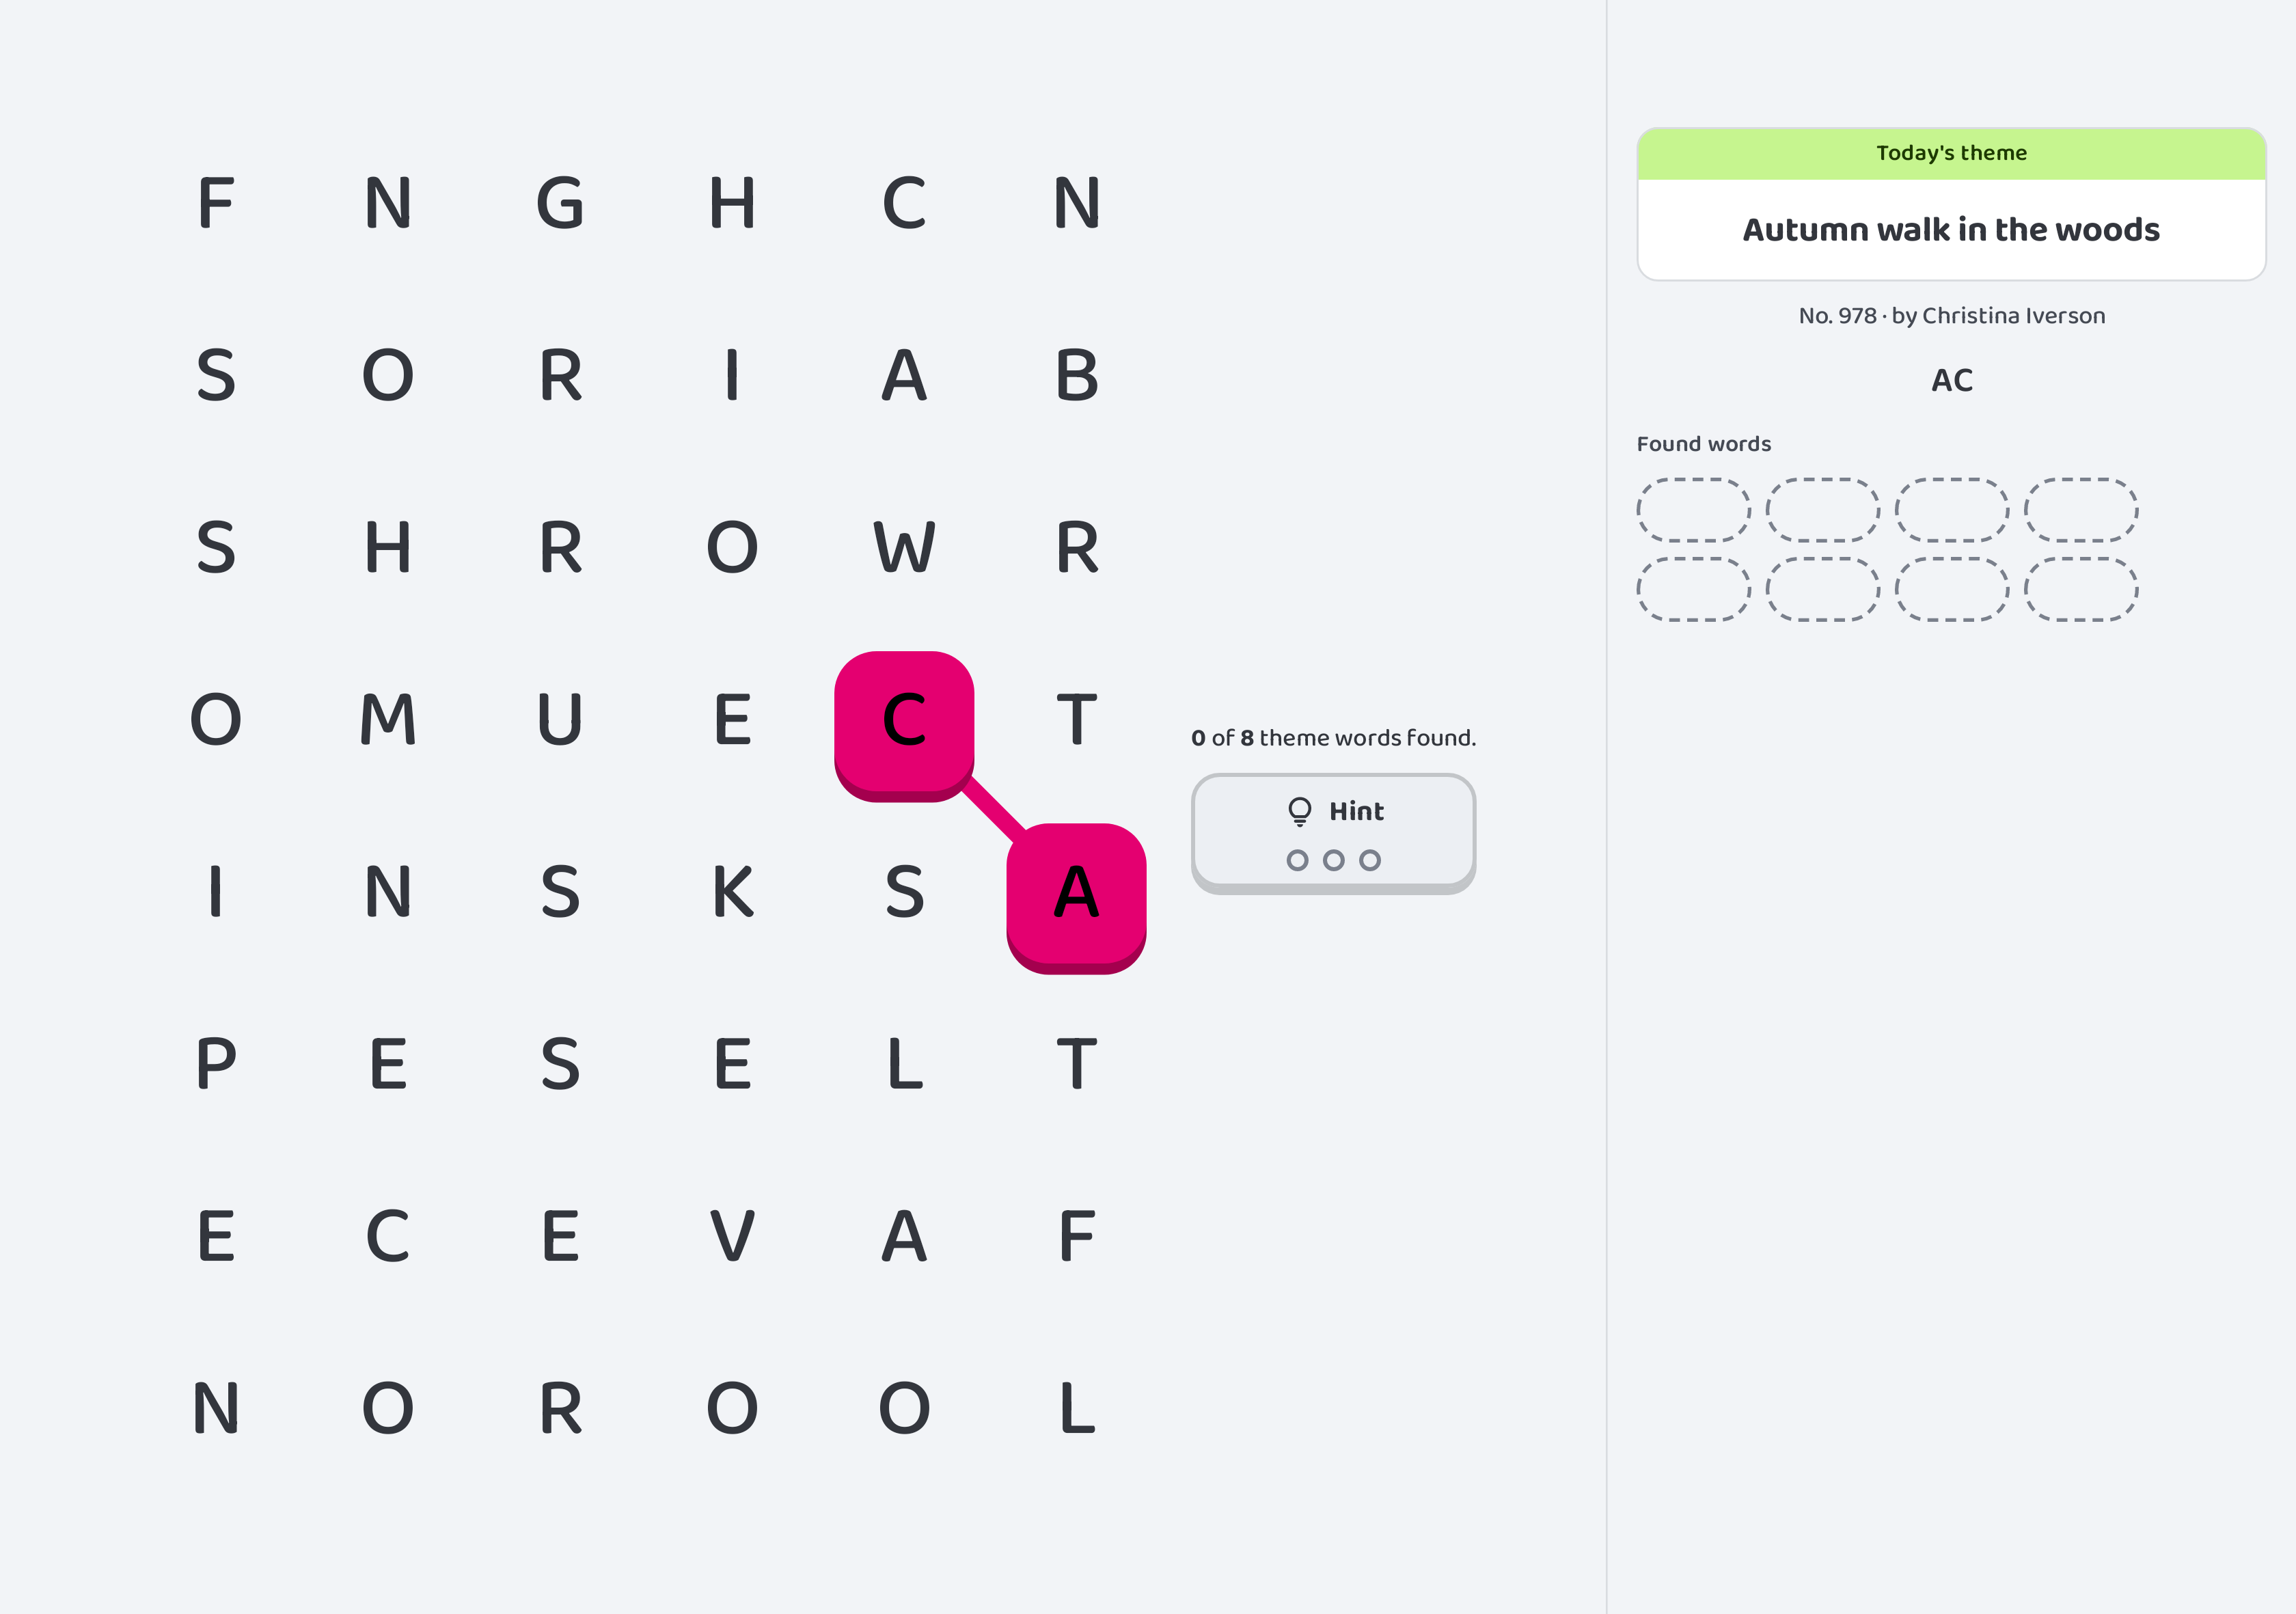 F N G H C N
S O R I A B
S H R O W R
O M U E C T
I N S K S A
P E S E L T
E C E V A F
N O R O O L
0 of 8 theme words found.
Hint
Today's theme
Autumn walk in the woods
No. 978 · by Christina Iverson
AC
Found words